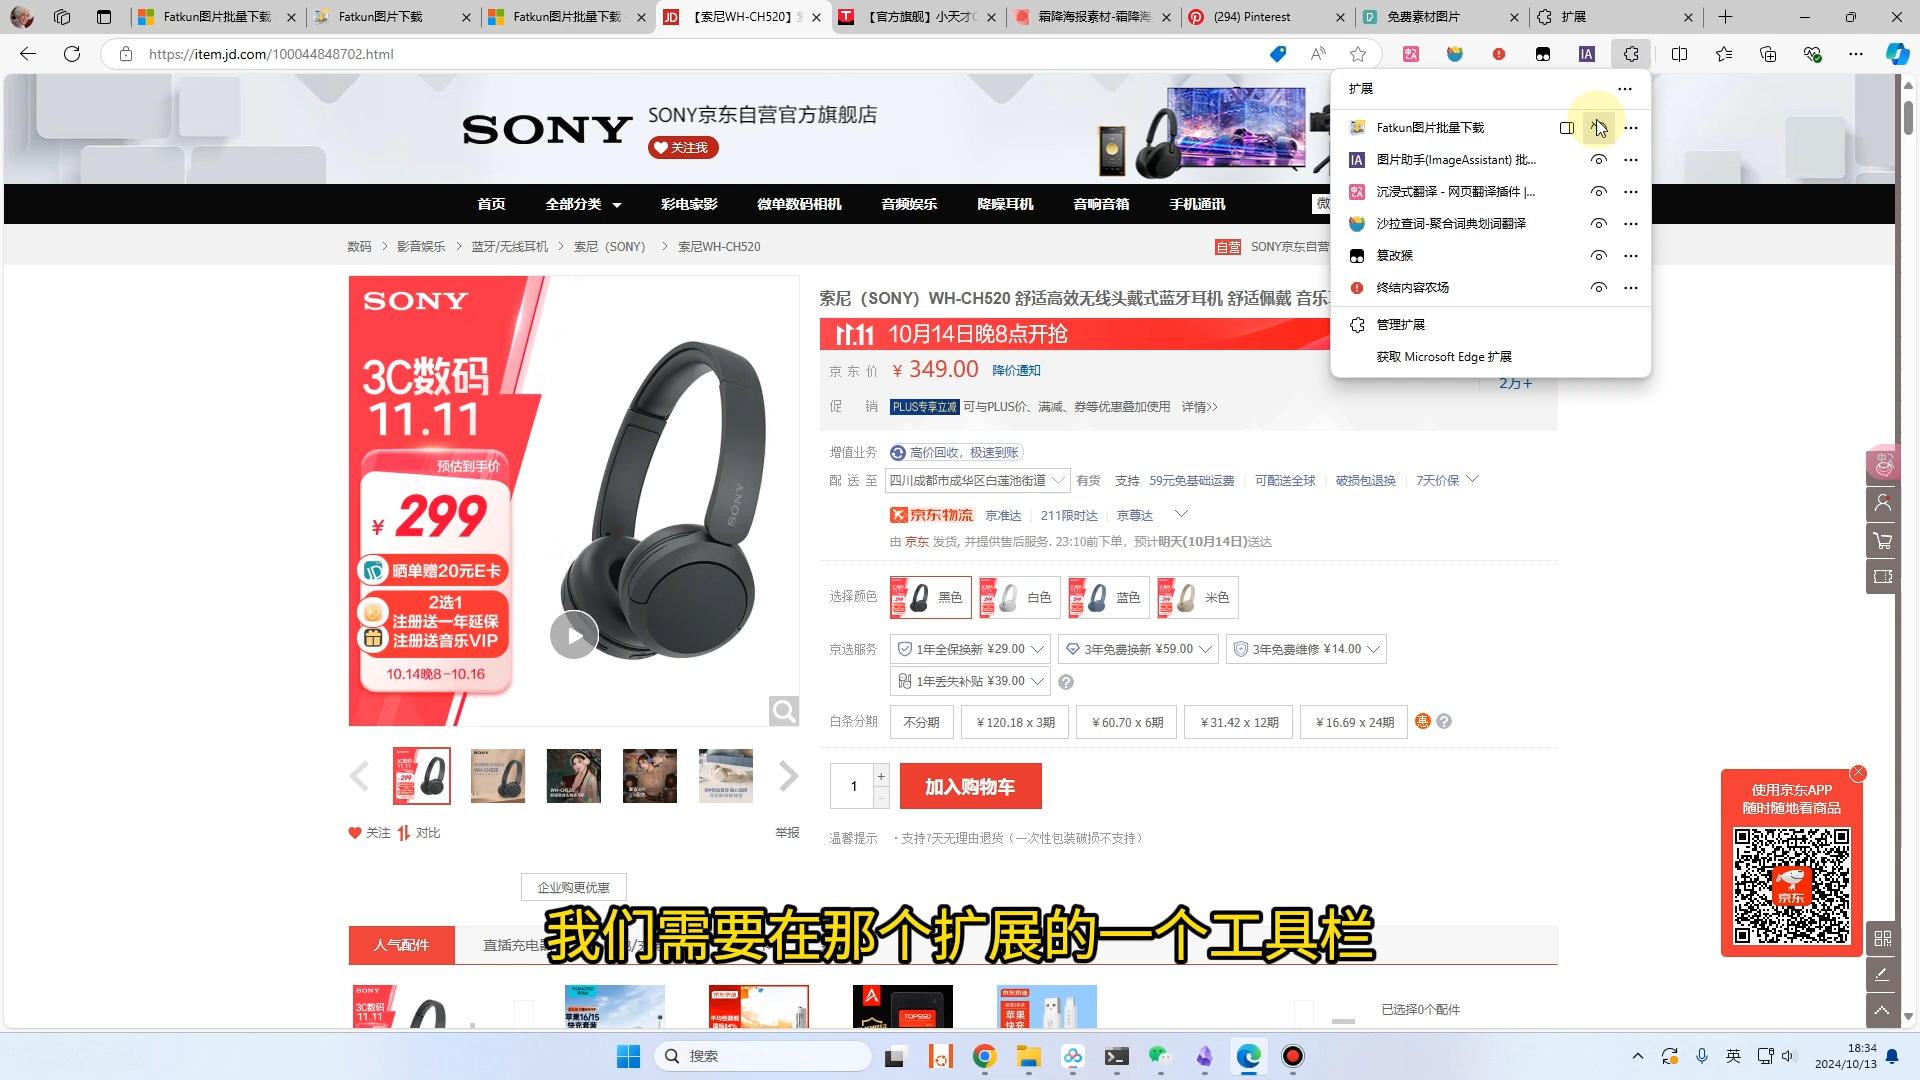 Fatkun图片批量下载
Fatkun图片下载
Fatkun图片批量下载
【索尼WH-CH520】
【官方旗舰】小天才
霜降海报素材-霜降海
(294) Pinterest
免费素材图片
扩展
https://item.jd.com/100044848702.html
扩展
Fatkun图片批量下载
图片助手(ImageAssistant) 批...
沉浸式翻译 - 网页翻译插件 |...
沙拉查词-聚合词典划词翻译
篡改猴
终结内容农场
管理扩展
获取 Microsoft Edge 扩展
SONY
SONY京东自营官方旗舰店
关注我
首页 全部分类 彩电家影 微单数码相机 音频娱乐 降噪耳机 音响音箱 手机通讯
微
数码 > 影音娱乐 > 蓝牙/无线耳机 > 索尼（SONY） > 索尼WH-CH520
自营 SONY京东自营
SONY
3C数码
11.11
预估到手价
¥ 299
晒单赠20元E卡
2选1
注册送一年延保
注册送音乐VIP
10.14晚8-10.16
SONY
索尼（SONY）WH-CH520 舒适高效无线头戴式蓝牙耳机 舒适佩戴 音乐
11.11 10月14日晚8点开抢
京东价 ¥ 349.00 降价通知
2万+
促 销 PLUS专享立减 可与PLUS价、满减、券等优惠叠加使用 详情>>
增值业务 高价回收，极速到账
配送至 四川成都市成华区白莲池街道 有货 支持 59元免基础运费 | 可配送全球 | 破损包退换 | 7天价保
京东物流 京准达 | 211限时达 | 京尊达
由 京东 发货, 并提供售后服务. 23:10前下单，预计明天(10月14日)送达
选择颜色 黑色 白色 蓝色 米色
京选服务 1年全保换新 ¥29.00 3年免费换新 ¥59.00 3年免费维修 ¥14.00
1年丢失补贴 ¥39.00
白条分期 不分期 ¥120.18 x 3期 ¥60.70 x 6期 ¥31.42 x 12期 ¥16.69 x 24期 惠
1 + - 加入购物车
关注 对比 举报
温馨提示 ·支持7天无理由退货（一次性包装破损不支持）
企业购更优惠
人气配件 直插充电器
我们需要在那个扩展的一个工具栏
SONY
3C数码
11.11
苹果16/15
快充套装
TOPSSD
苹果
快充
已选择0个配件
使用京东APP
随时随地看商品
京东
搜索
英
18:34
2024/10/13